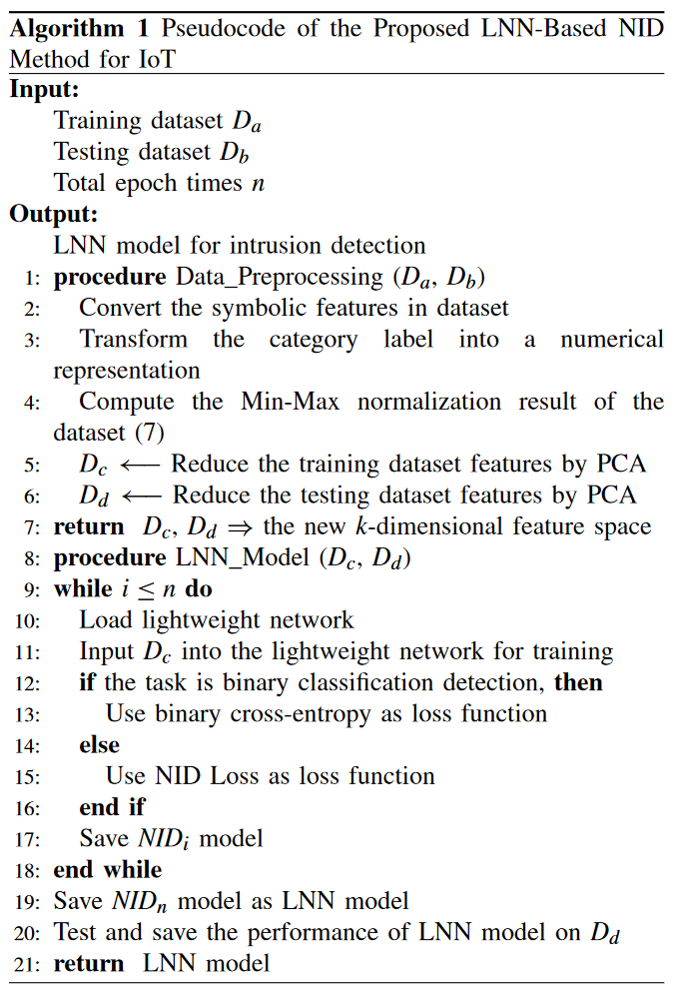 Algorithm 1 Pseudocode of the Proposed LNN-Based NID
Method for IoT
Input:
Training dataset Dₐ
Testing dataset D_b
Total epoch times n
Output:
LNN model for intrusion detection
1: procedure Data_Preprocessing (Dₐ, D_b)
2: Convert the symbolic features in dataset
3: Transform the category label into a numerical
representation
4: Compute the Min-Max normalization result of the
dataset (7)
5: D_c ⟵ Reduce the training dataset features by PCA
6: D_d ⟵ Reduce the testing dataset features by PCA
7: return D_c, D_d ⇒ the new k-dimensional feature space
8: procedure LNN_Model (D_c, D_d)
9: while i ≤ n do
10: Load lightweight network
11: Input D_c into the lightweight network for training
12: if the task is binary classification detection, then
13: Use binary cross-entropy as loss function
14: else
15: Use NID Loss as loss function
16: end if
17: Save NIDᵢ model
18: end while
19: Save NIDₙ model as LNN model
20: Test and save the performance of LNN model on D_d
21: return LNN model